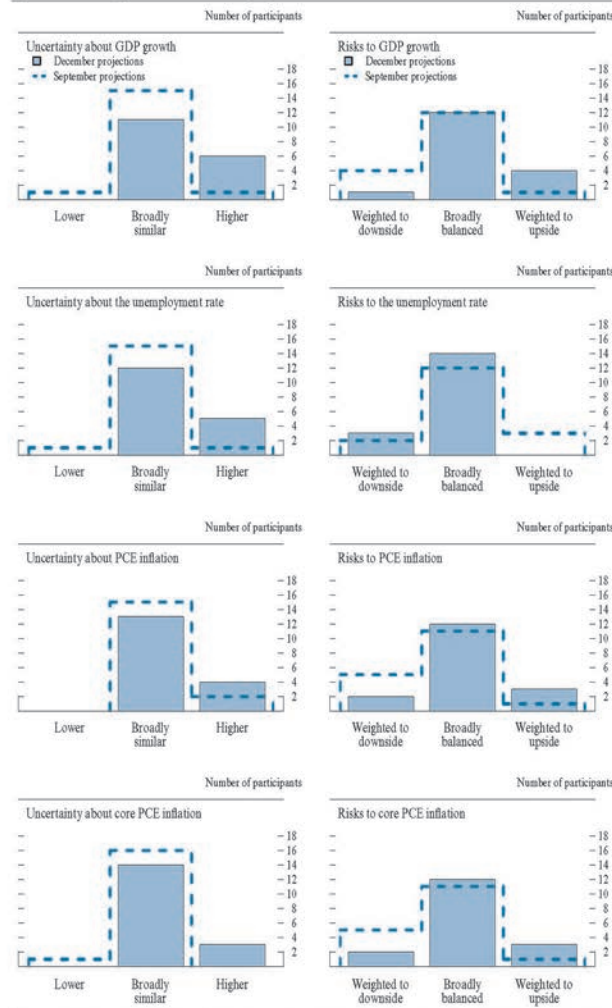 Number of participants
Number of participants
Uncertainty about GDP growth
Risks to GDP growth
December projections
December projections
September projections
September projections
18
16
14
12
10
8
6
4
2
18
16
14
12
10
8
6
4
2
Lower
Broadly
similar
Higher
Weighted to
downside
Broadly
balanced
Weighted to
upside
Number of participants
Number of participants
Uncertainty about the unemployment rate
Risks to the unemployment rate
18
16
14
12
10
8
6
4
2
18
16
14
12
10
8
6
4
2
Lower
Broadly
similar
Higher
Weighted to
downside
Broadly
balanced
Weighted to
upside
Number of participants
Number of participants
Uncertainty about PCE inflation
Risks to PCE inflation
18
16
14
12
10
8
6
4
2
18
16
14
12
10
8
6
4
2
Lower
Broadly
similar
Higher
Weighted to
downside
Broadly
balanced
Weighted to
upside
Number of participants
Number of participants
Uncertainty about core PCE inflation
Risks to core PCE inflation
18
16
14
12
10
8
6
4
2
18
16
14
12
10
8
6
4
2
Lower
Broadly
similar
Higher
Weighted to
downside
Broadly
balanced
Weighted to
upside